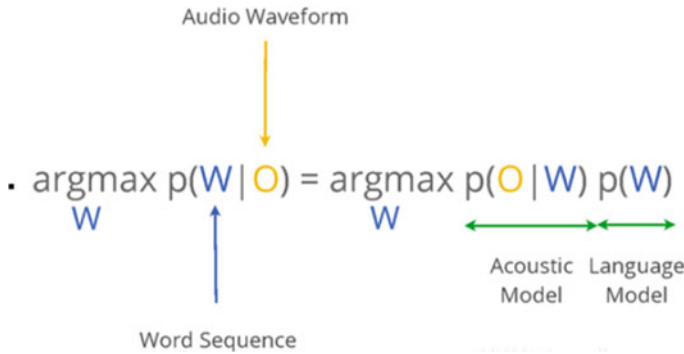 Audio Waveform
. argmax p(W|O) = argmax p(O|W) p(W)
W W
Acoustic Language
Model Model
Word Sequence